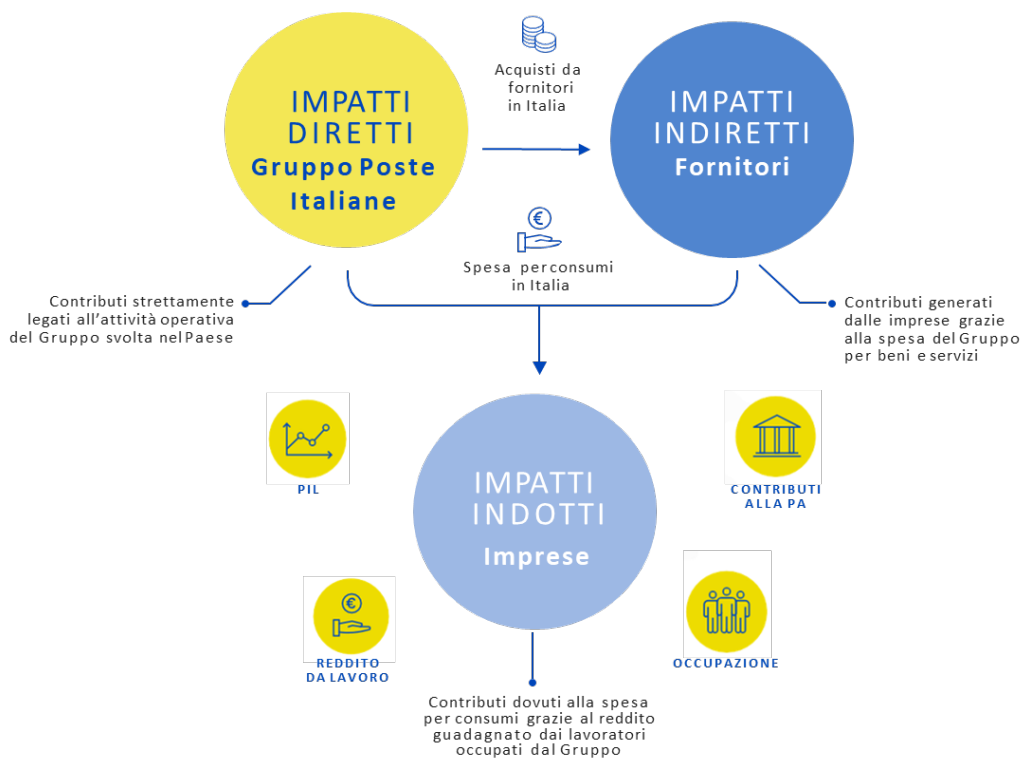 IMPATTI
DIRETTI
Gruppo Poste
Italiane
Acquisti da
fornitori
in Italia
IMPATTI
INDIRETTI
Fornitori
€
Spesa per consumi
in Italia
Contributi strettamente
legati all'attività operativa
del Gruppo svolta nel Paese
Contributi generati
dalle imprese grazie
alla spesa del Gruppo
per beni e servizi
PIL
CONTRIBUTI
ALLA PA
IMPATTI
INDOTTI
Imprese
€
REDDITO
DA LAVORO
OCCUPAZIONE
Contributi dovuti alla spesa
per consumi grazie al reddito
guadagnato dai lavoratori
occupati dal Gruppo